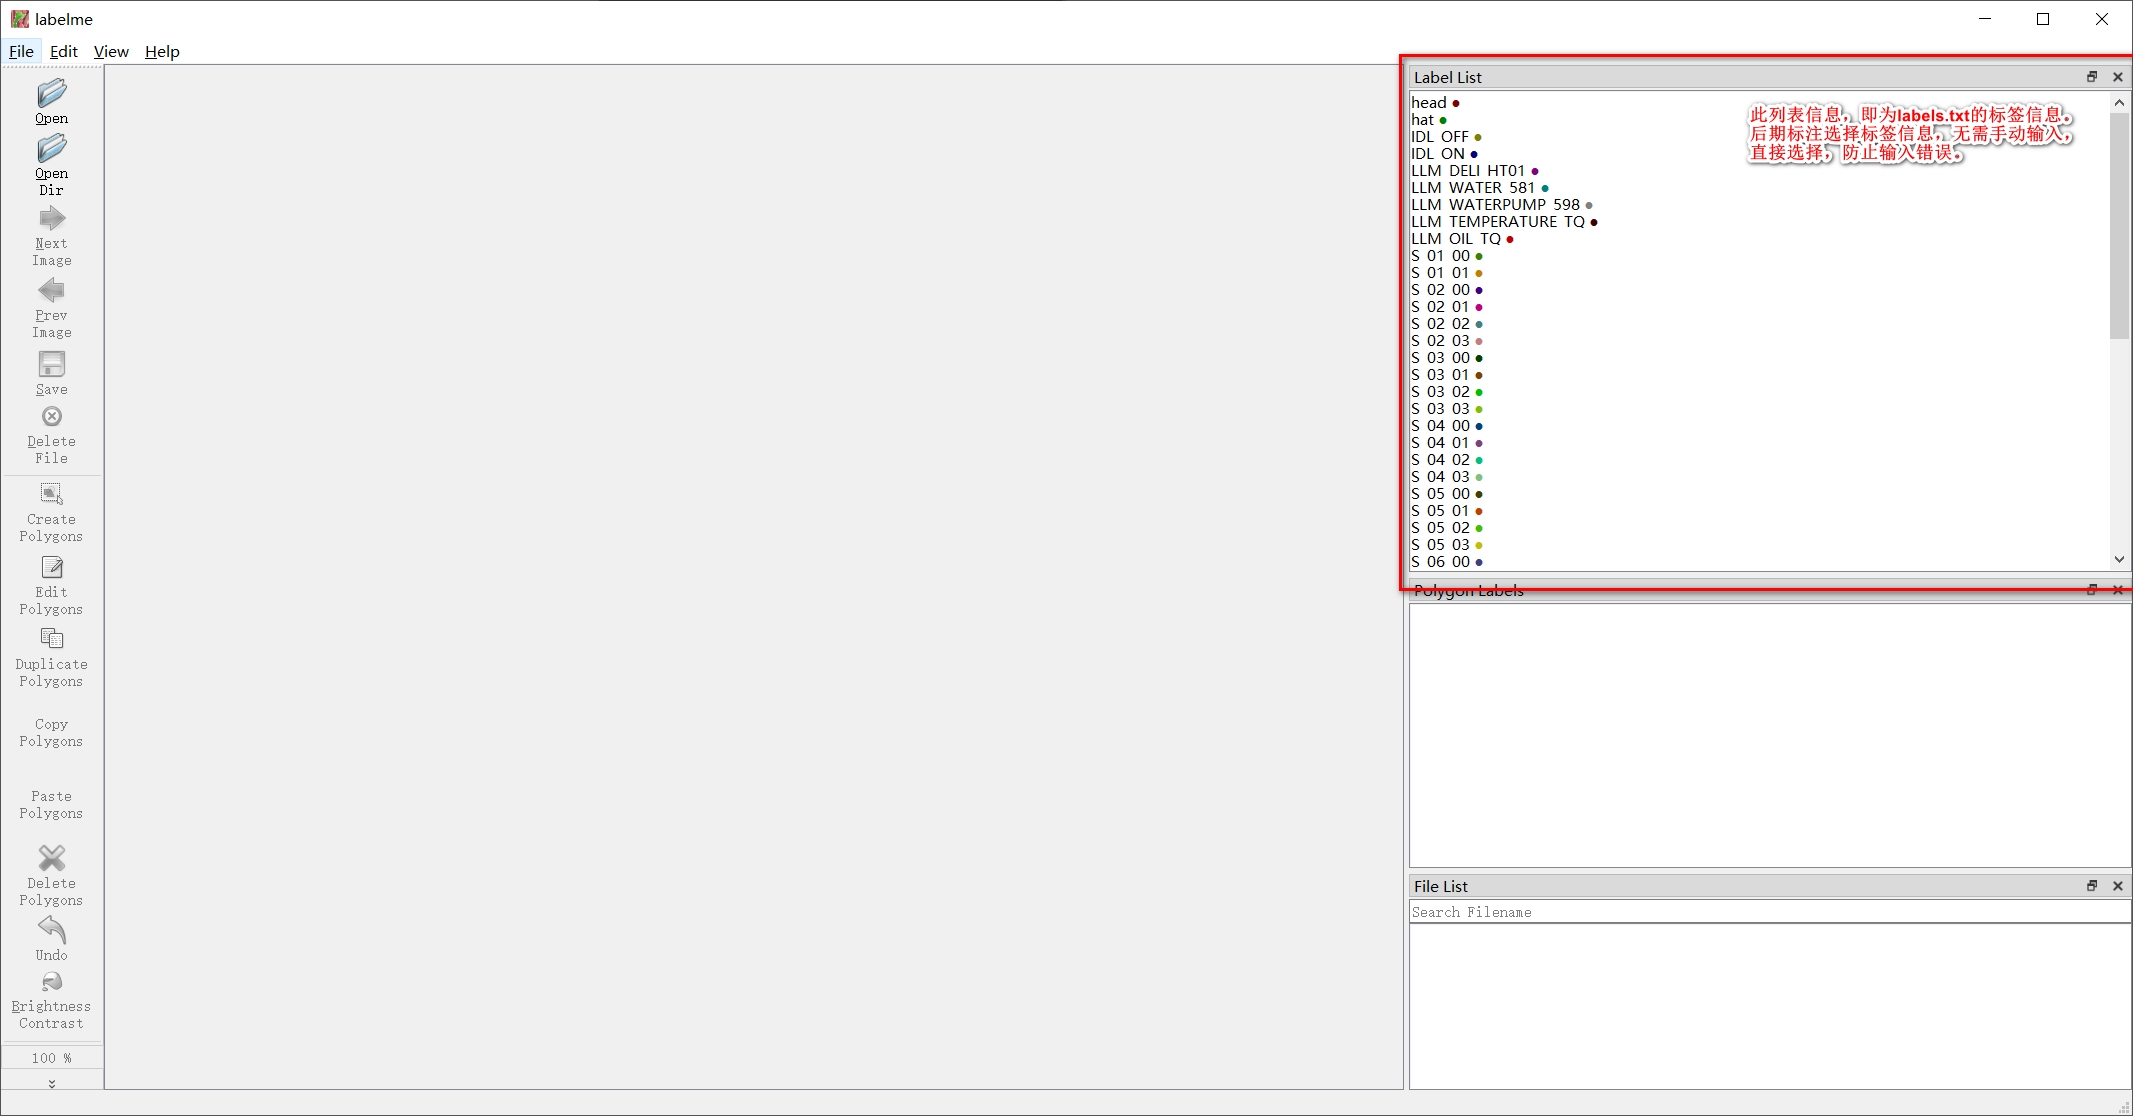 labelme
File Edit View Help
Open
Open
Dir
Next
Image
Prev
Image
Save
Delete
File
Create
Polygons
Edit
Polygons
Duplicate
Polygons
Copy
Polygons
Paste
Polygons
Delete
Polygons
Undo
Brightness
Contrast
100 %
Label List
head
hat
IDL OFF
IDL ON
LLM DELI HT01
LLM WATER 581
LLM WATERPUMP 598
LLM TEMPERATURE TQ
LLM OIL TQ
S 01 00
S 01 01
S 02 00
S 02 01
S 02 02
S 02 03
S 03 00
S 03 01
S 03 02
S 03 03
S 04 00
S 04 01
S 04 02
S 04 03
S 05 00
S 05 01
S 05 02
S 05 03
S 06 00
此列表信息，即为labels.txt的标签信息。
后期标注选择标签信息，无需手动输入，
直接选择，防止输入错误。
Polygon Labels
File List
Search Filename